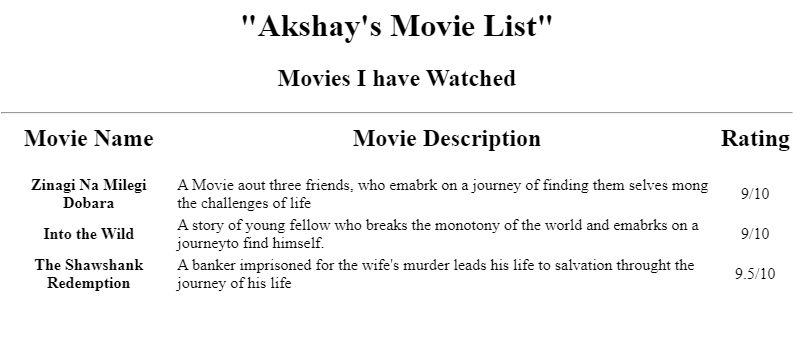 "Akshay's Movie List"
Movies I have Watched
Movie Name Movie Description Rating
Zinagi Na Milegi
Dobara
A Movie aout three friends, who emabrk on a journey of finding them selves mong
the challenges of life
9/10
Into the Wild
A story of young fellow who breaks the monotony of the world and emabrks on a
journeyto find himself.
9/10
The Shawshank
Redemption
A banker imprisoned for the wife's murder leads his life to salvation throught the
journey of his life
9.5/10